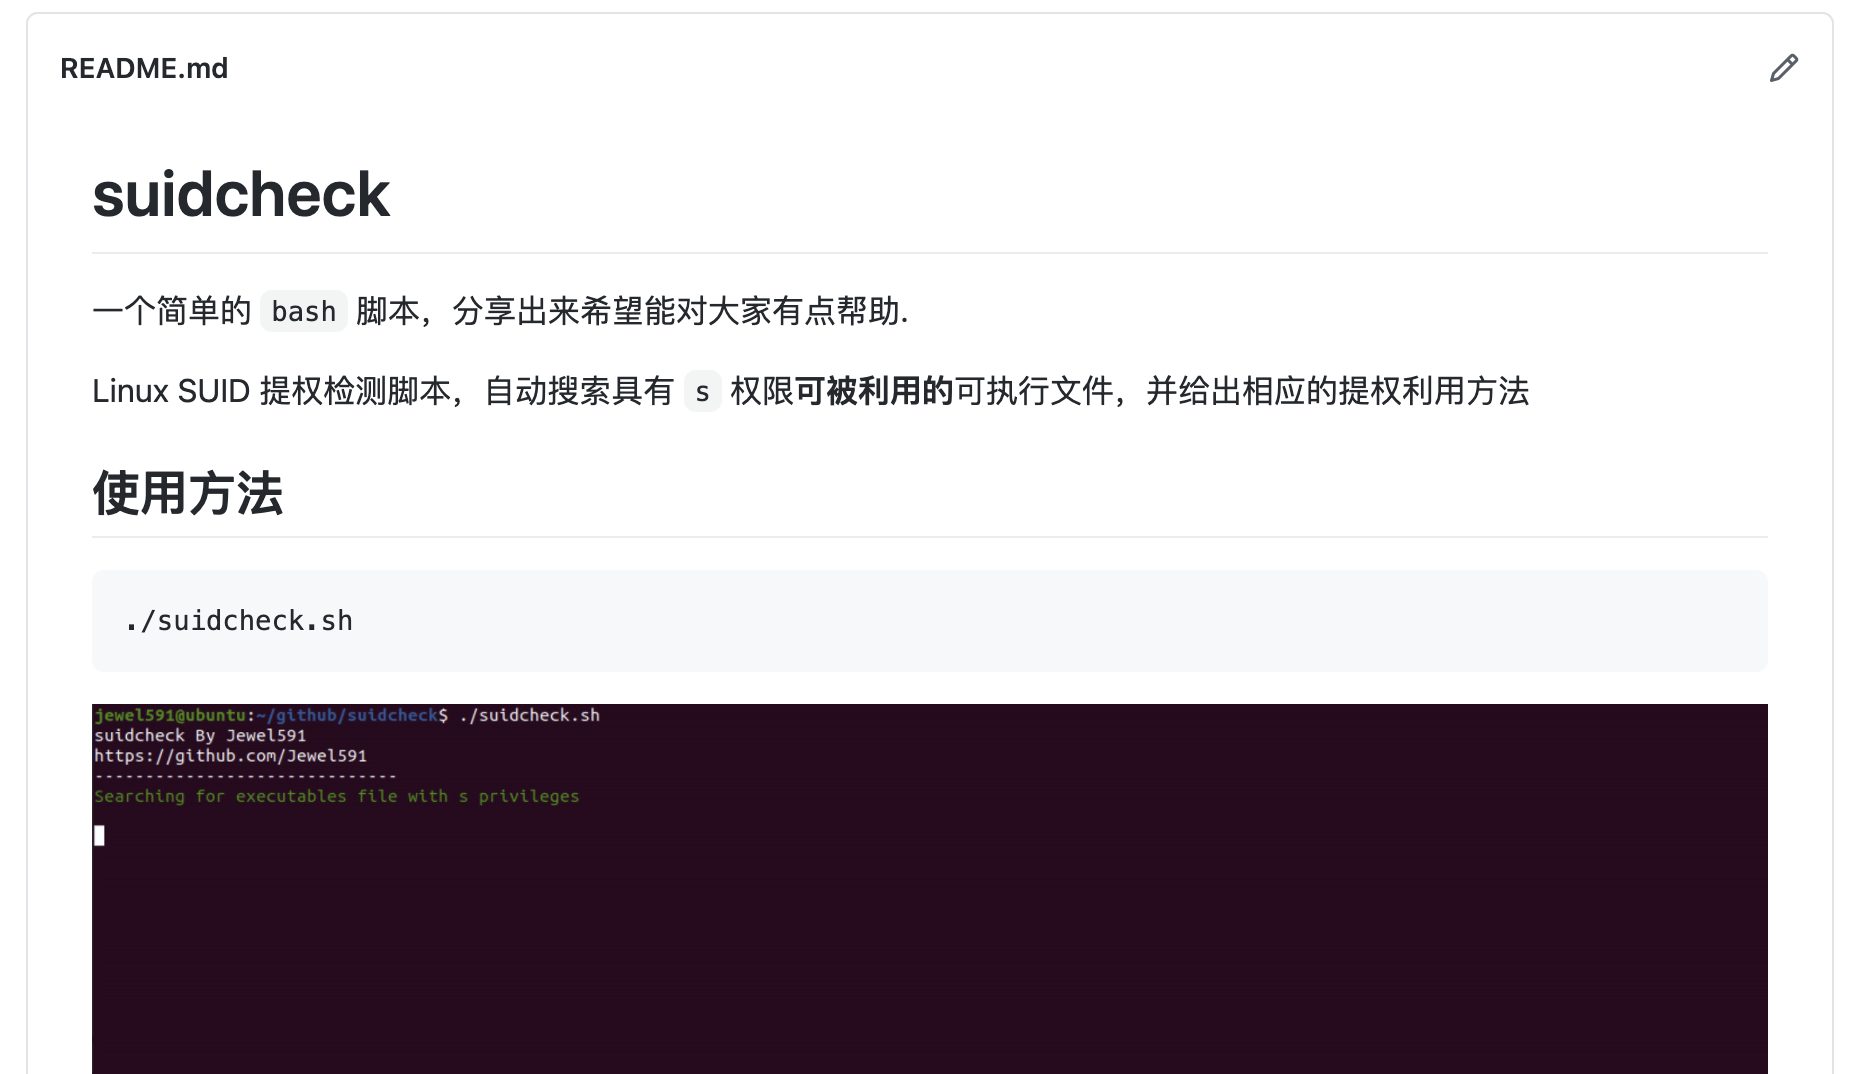 README.md
suidcheck
一个简单的 bash 脚本，分享出来希望能对大家有点帮助.
Linux SUID 提权检测脚本，自动搜索具有 s 权限可被利用的可执行文件，并给出相应的提权利用方法
使用方法
./suidcheck.sh
jewel591@ubuntu:~/github/suidcheck$ ./suidcheck.sh
suidcheck By Jewel591
https://github.com/Jewel591
------------------------------
Searching for executables file with s privileges